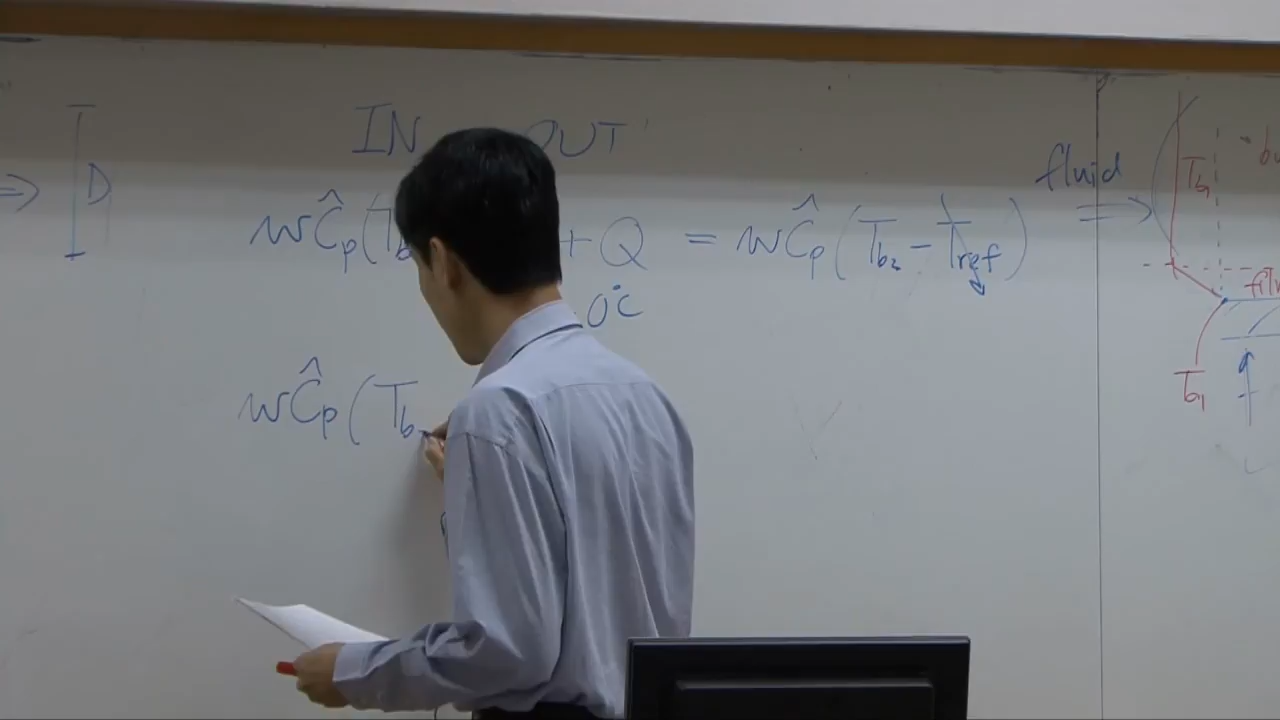 IN OUT
⇒ D
wĈp(Tb + Q = wĈp(Tb2 - Tref)
0°C
wĈp(Tb
fluid
⇒
Tb1
Tb1